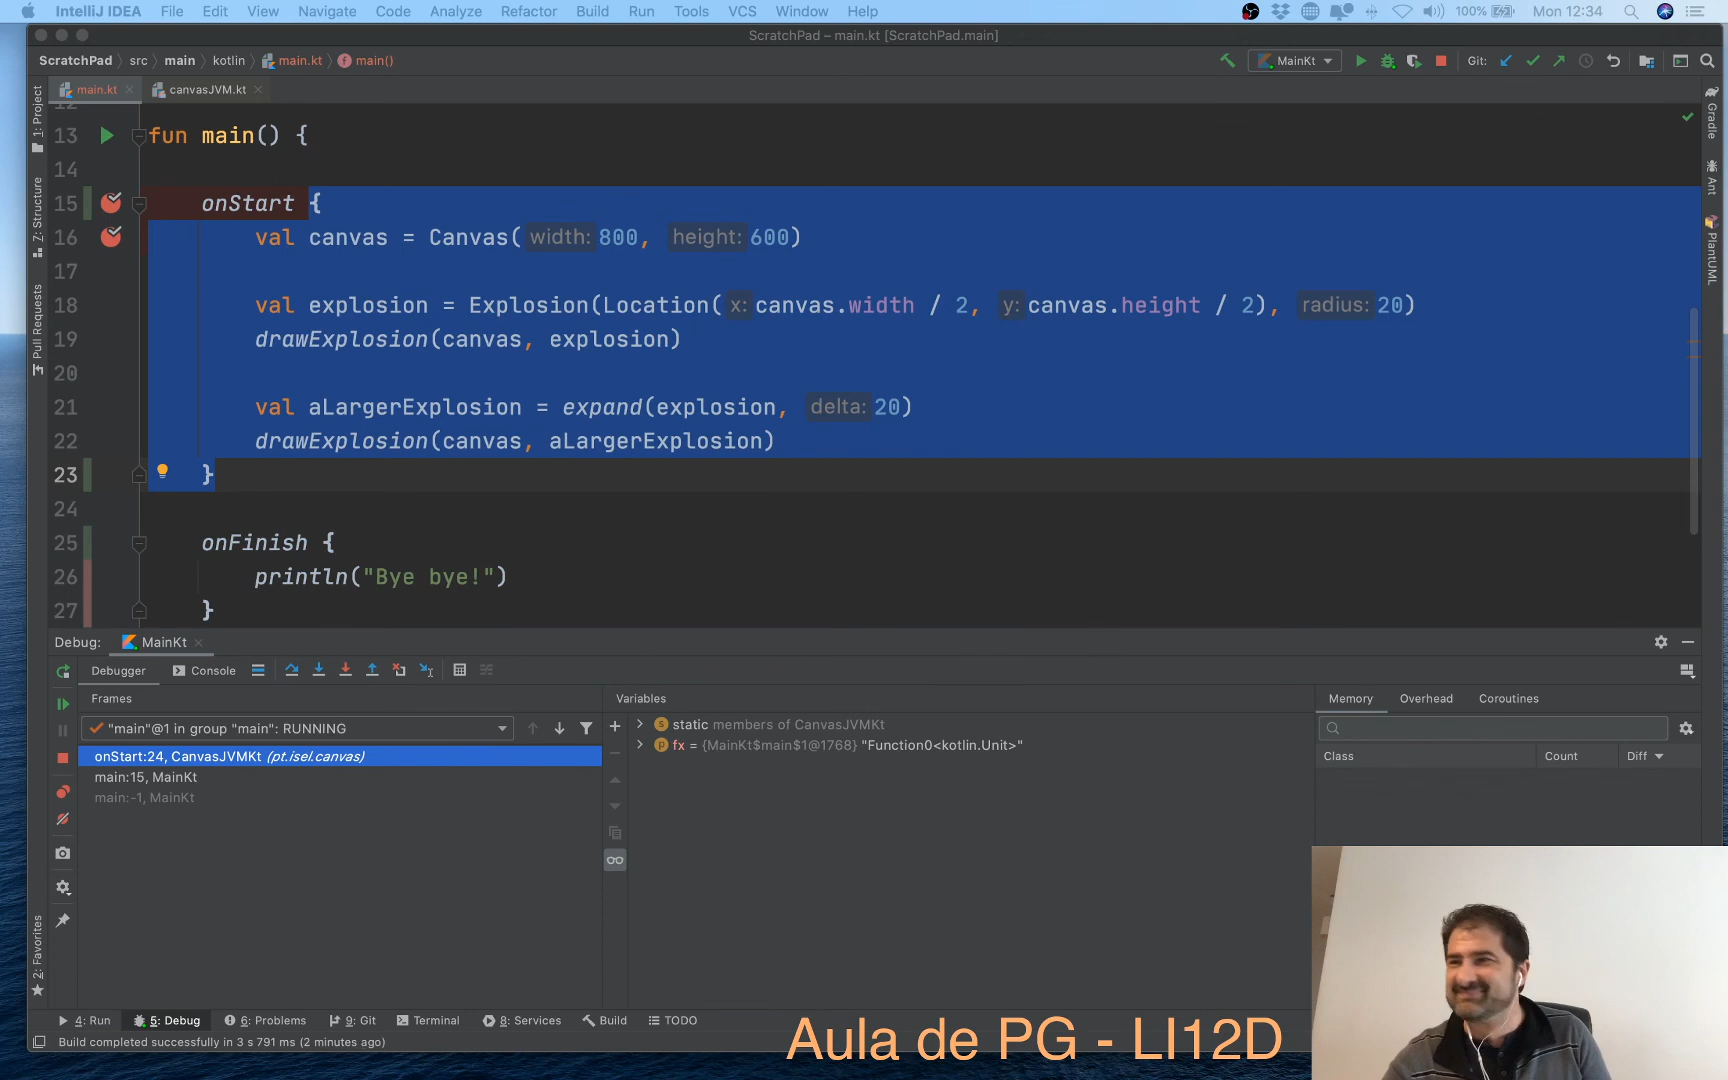 IntelliJ IDEA File Edit View Navigate Code Analyze Refactor Build Run Tools VCS Window Help 100% Mon 12:34
ScratchPad – main.kt [ScratchPad.main]
ScratchPad src main kotlin main.kt main() MainKt Git:
main.kt canvasJVM.kt
1: Project
7: Structure
Pull Requests
2: Favorites
Gradle
Ant
PlantUML
12
13 fun main() {
14
15 onStart {
16 val canvas = Canvas( width: 800, height: 600)
17
18 val explosion = Explosion(Location( x: canvas.width / 2, y: canvas.height / 2), radius: 20)
19 drawExplosion(canvas, explosion)
20
21 val aLargerExplosion = expand(explosion, delta: 20)
22 drawExplosion(canvas, aLargerExplosion)
23 }
24
25 onFinish {
26 println("Bye bye!")
27 }
Debug: MainKt
Debugger Console
Frames
"main"@1 in group "main": RUNNING
onStart:24, CanvasJVMKt (pt.isel.canvas)
main:15, MainKt
main:-1, MainKt
Variables
static members of CanvasJVMKt
fx = {MainKt$main$1@1768} "Function0<kotlin.Unit>"
Memory Overhead Coroutines
Class Count Diff
4: Run 5: Debug 6: Problems 9: Git Terminal 8: Services Build TODO
Build completed successfully in 3 s 791 ms (2 minutes ago)
Aula de PG - LI12D